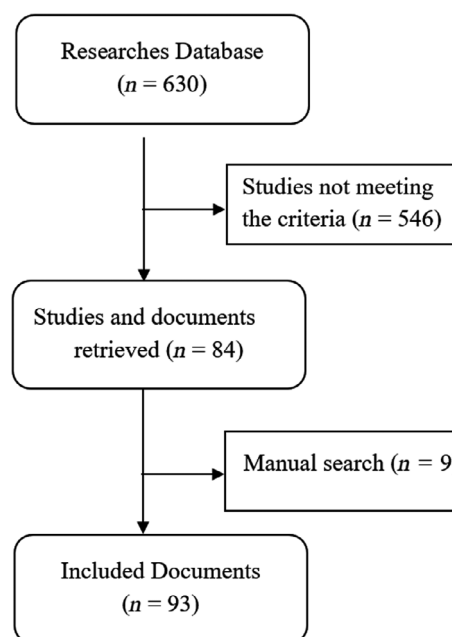 Researches Database
(n = 630)
Studies not meeting
the criteria (n = 546)
Studies and documents
retrieved (n = 84)
Manual search (n = 9
Included Documents
(n = 93)